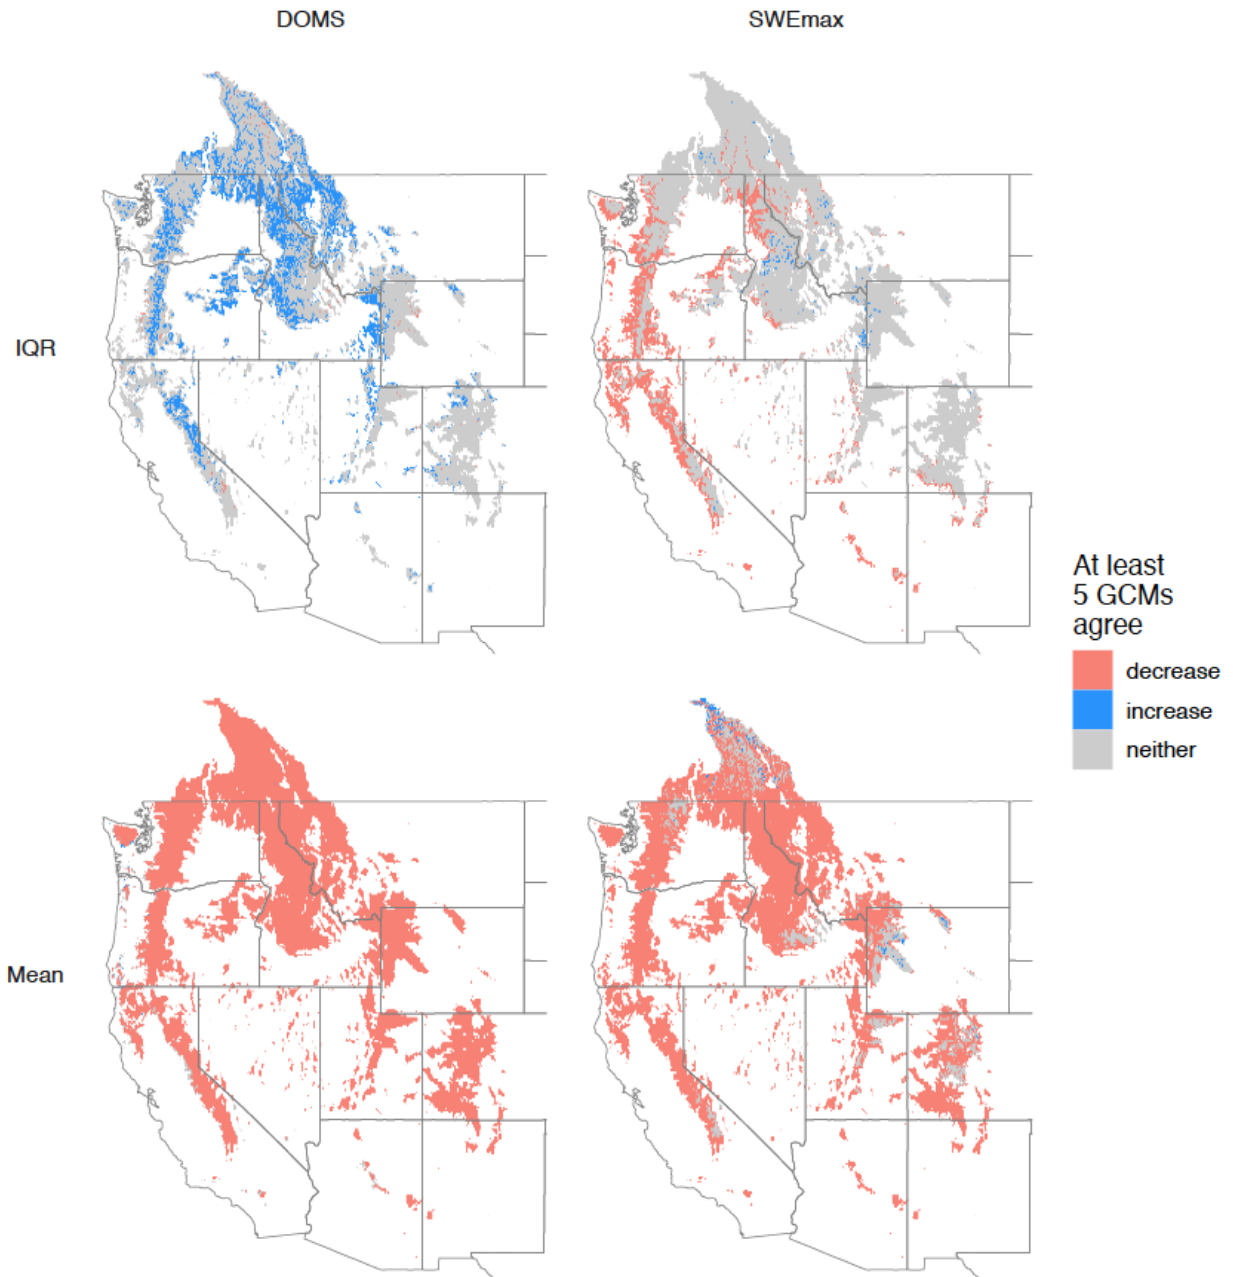 DOMS
SWEmax
IQR
At least
5 GCMs
agree
decrease
increase
neither
Mean